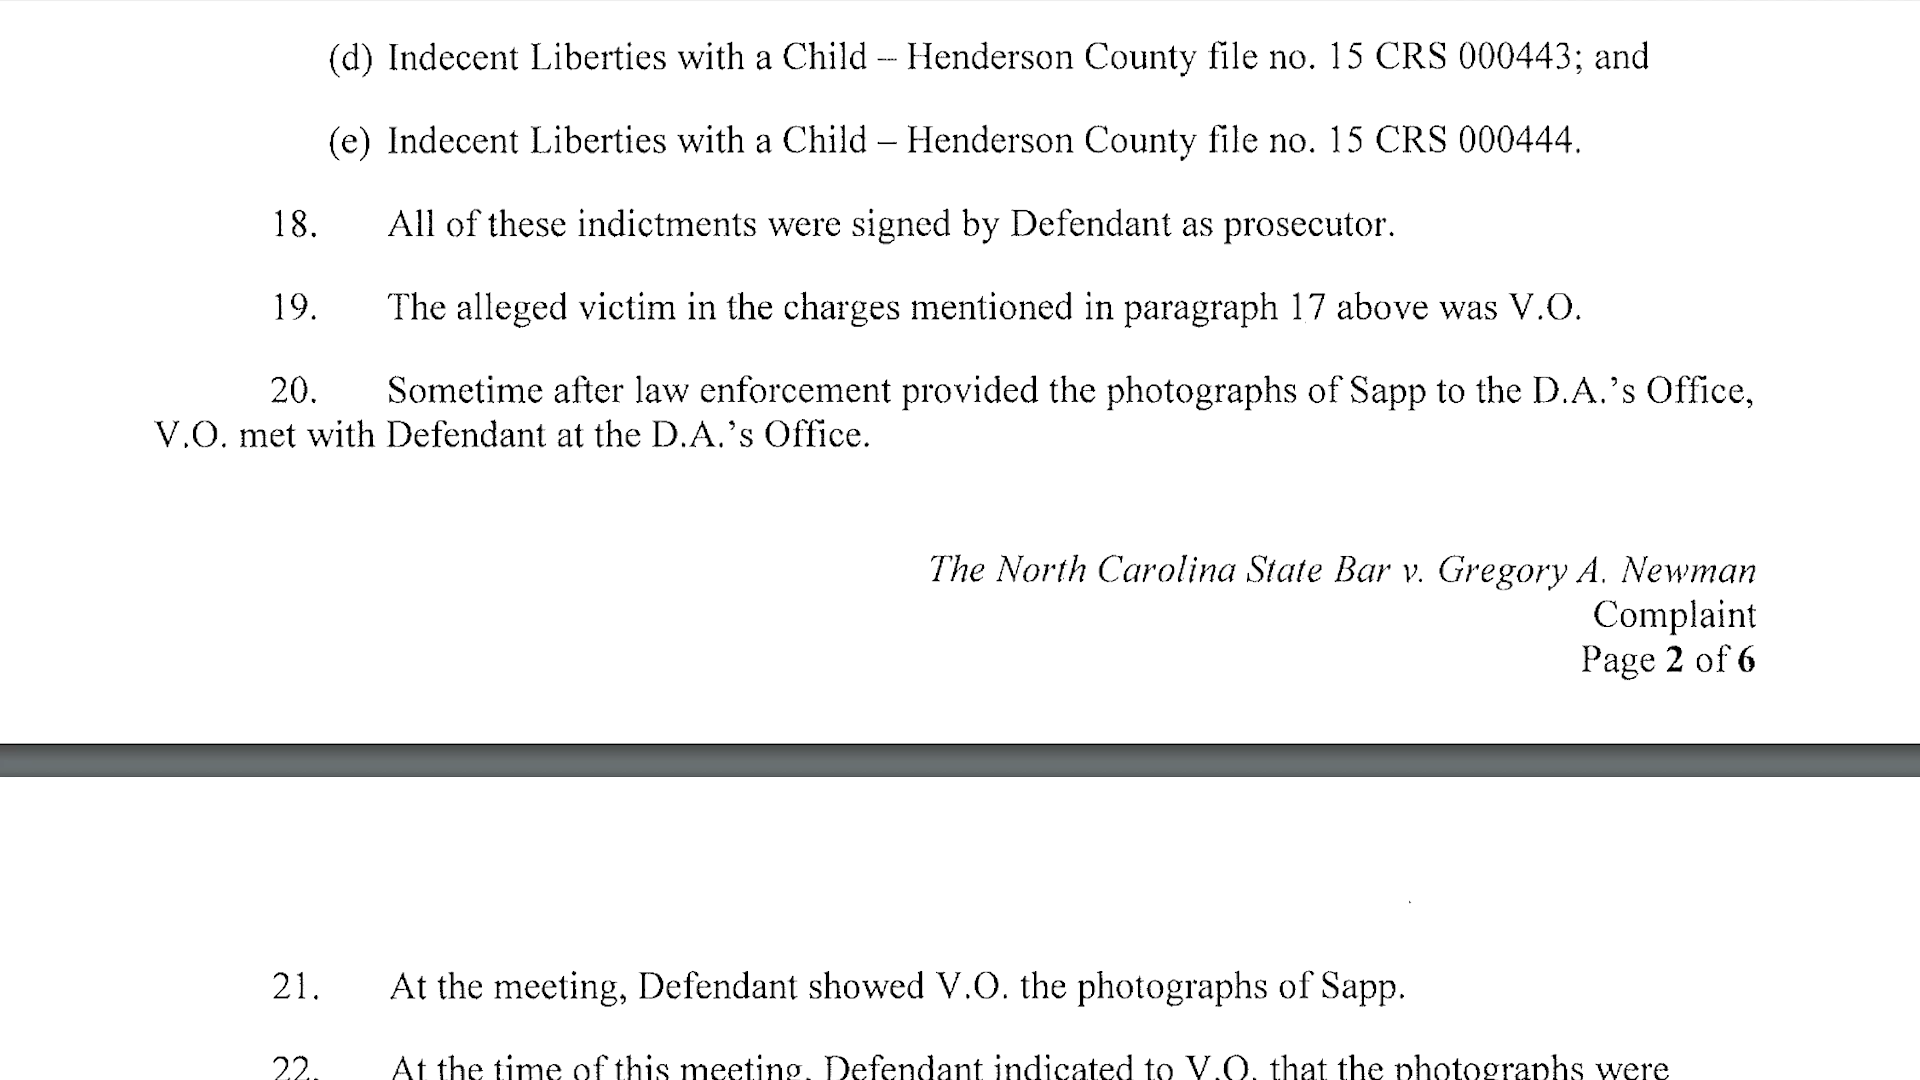 (d) Indecent Liberties with a Child – Henderson County file no. 15 CRS 000443; and
(e) Indecent Liberties with a Child – Henderson County file no. 15 CRS 000444.
18. All of these indictments were signed by Defendant as prosecutor.
19. The alleged victim in the charges mentioned in paragraph 17 above was V.O.
20. Sometime after law enforcement provided the photographs of Sapp to the D.A.'s Office,
V.O. met with Defendant at the D.A.'s Office.
The North Carolina State Bar v. Gregory A. Newman
Complaint
Page 2 of 6
21. At the meeting, Defendant showed V.O. the photographs of Sapp.
22. At the time of this meeting, Defendant indicated to V.O. that the photographs were